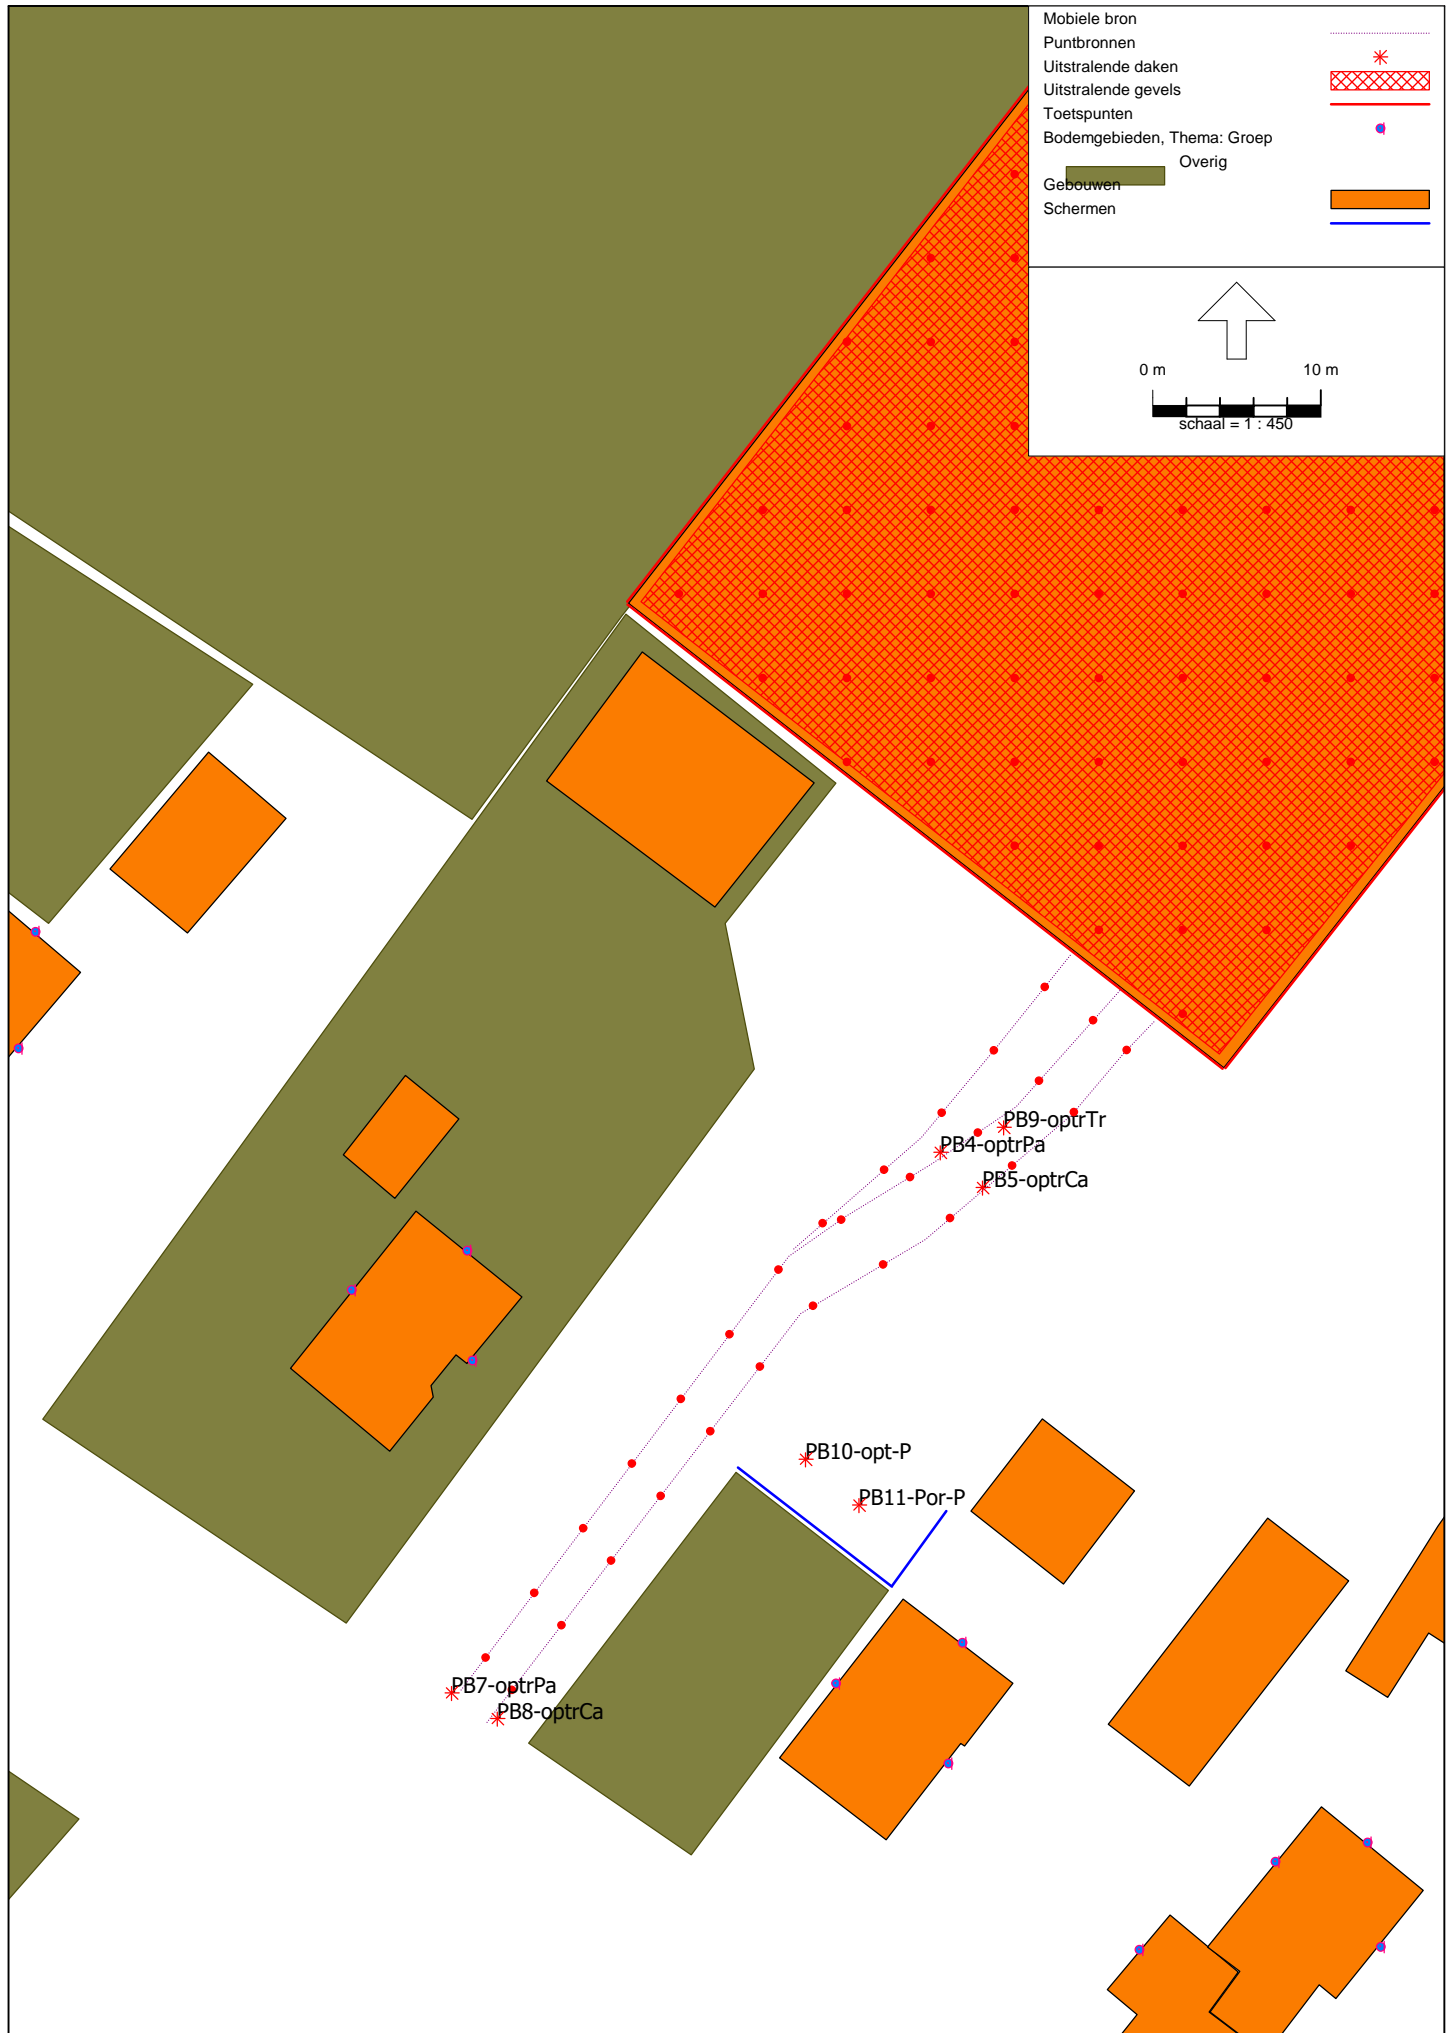 Mobiele bron
Puntbronnen
Uitstralende daken
Uitstralende gevels
Toetspunten
Bodemgebieden, Thema: Groep
Overig
Gebouwen
Schermen
0 m 10 m
schaal = 1 : 450
PB9-optrTr
PB4-optrPa
PB5-optrCa
PB10-opt-P
PB11-Por-P
PB7-optrPa
PB8-optrCa